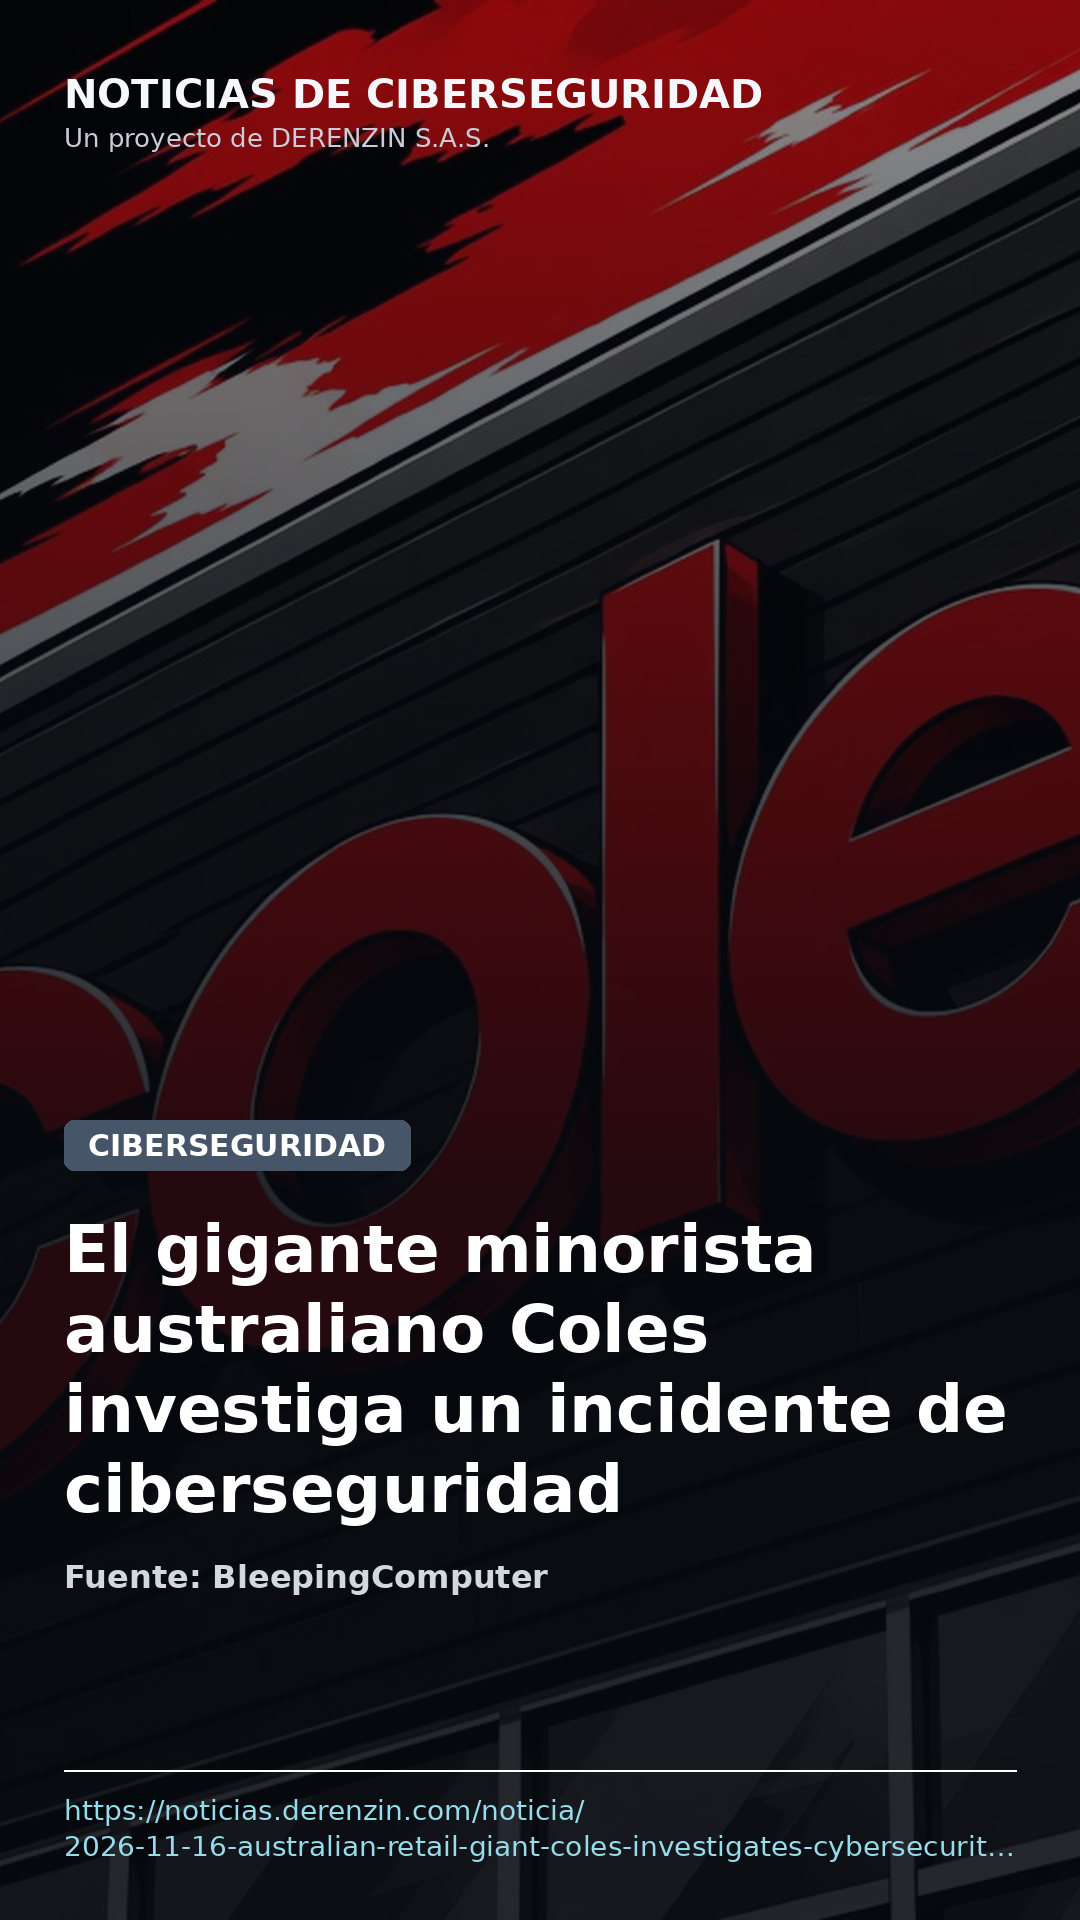 NOTICIAS DE CIBERSEGURIDAD
Un proyecto de DERENZIN S.A.S.
cole
CIBERSEGURIDAD
El gigante minorista
australiano Coles
investiga un incidente de
ciberseguridad
Fuente: BleepingComputer
https://noticias.derenzin.com/noticia/
2026-11-16-australian-retail-giant-coles-investigates-cybersecurit...